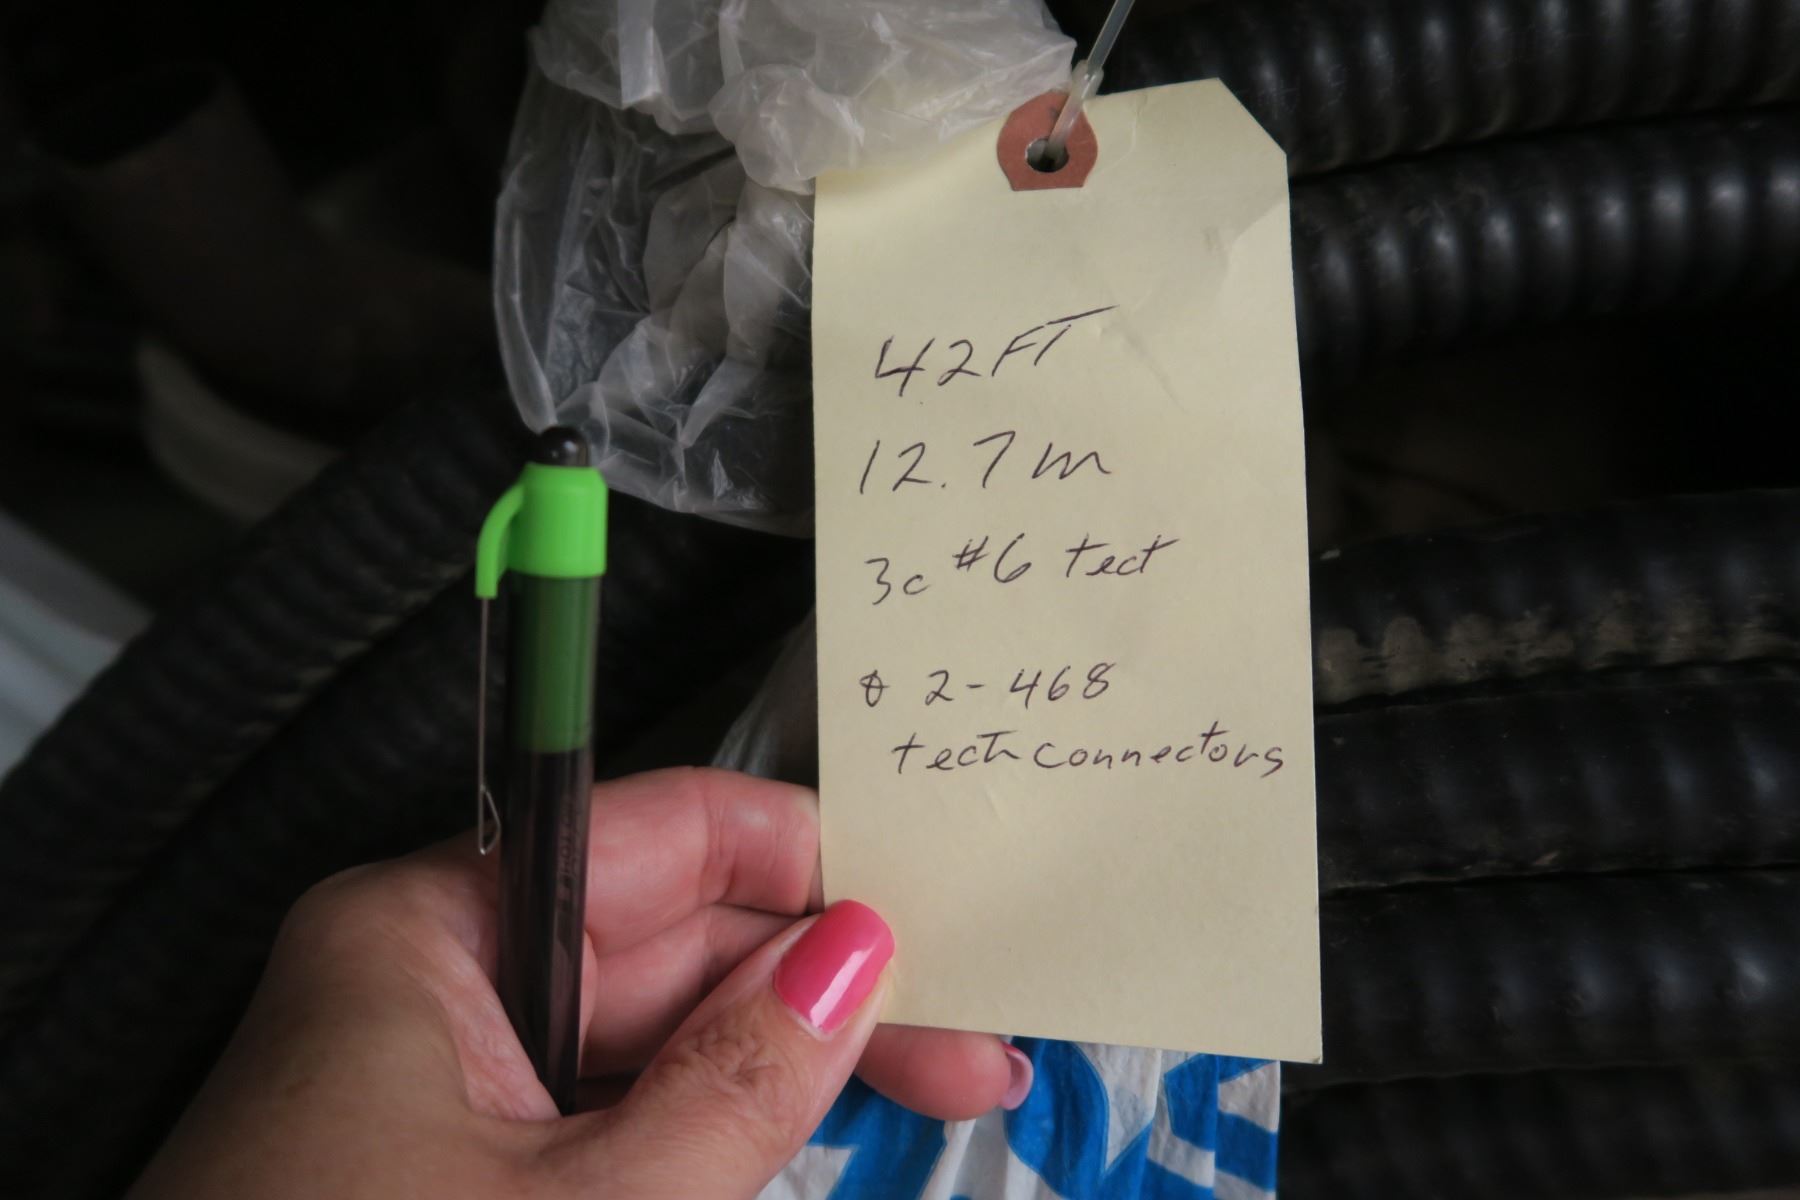 42FT
12.7m
3c #6 tect
& 2-468
tech connectors